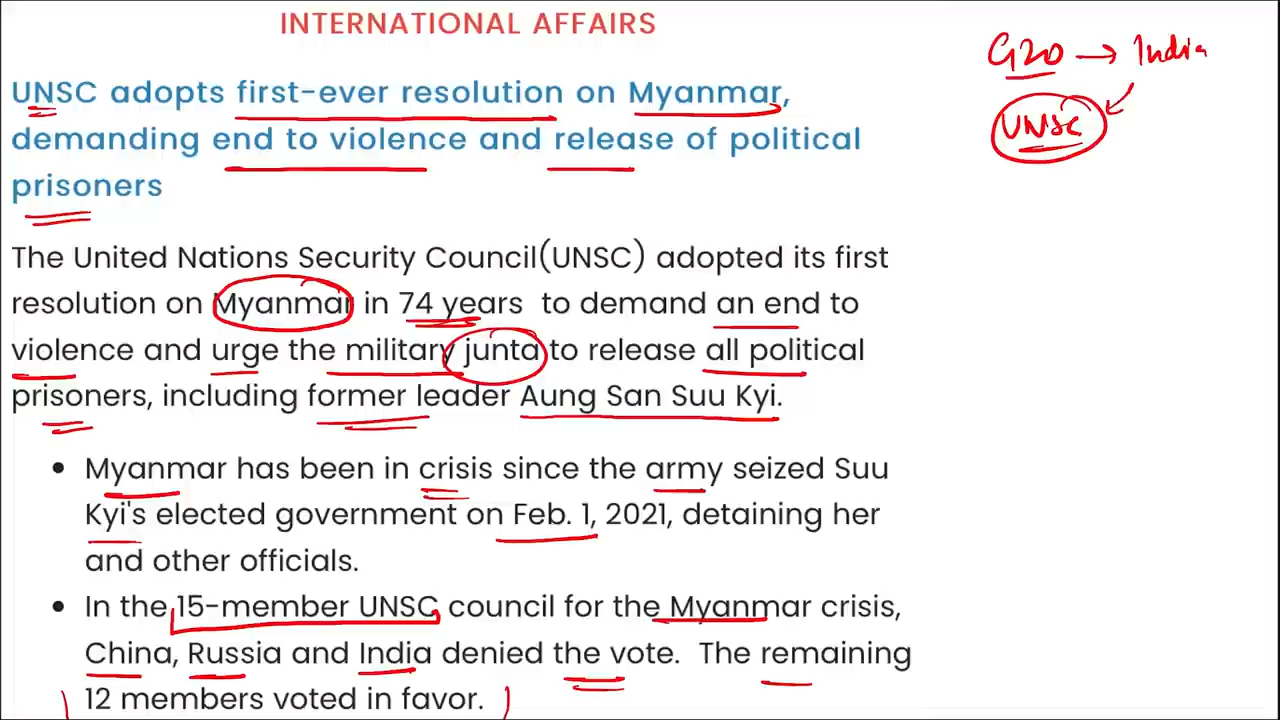 INTERNATIONAL AFFAIRS
G20 → India
UNSC
UNSC adopts first-ever resolution on Myanmar,
demanding end to violence and release of political
prisoners
The United Nations Security Council(UNSC) adopted its first
resolution on Myanmar in 74 years to demand an end to
violence and urge the military junta to release all political
prisoners, including former leader Aung San Suu Kyi.
• Myanmar has been in crisis since the army seized Suu
Kyi's elected government on Feb. 1, 2021, detaining her
and other officials.
• In the 15-member UNSC council for the Myanmar crisis,
China, Russia and India denied the vote. The remaining
12 members voted in favor.